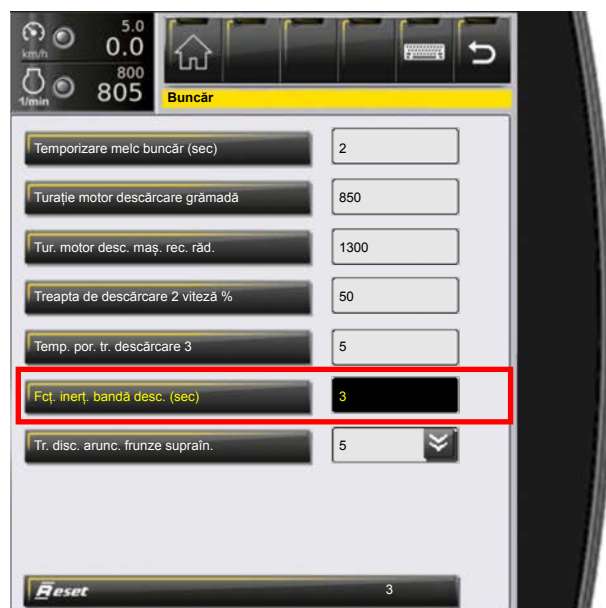 5.0
km/h 0.0
800
1/min 805
Buncăr
Temporizare melc buncăr (sec) 2
Turație motor descărcare grămadă 850
Tur. motor desc. maș. rec. răd. 1300
Treapta de descărcare 2 viteză % 50
Temp. por. tr. descărcare 3 5
Fcț. inerț. bandă desc. (sec) 3
Tr. disc. arunc. frunze supraîn. 5
Reset 3